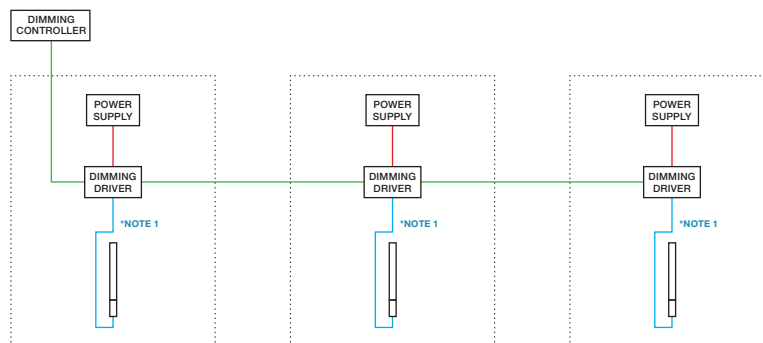 DIMMING
CONTROLLER
POWER
SUPPLY
POWER
SUPPLY
POWER
SUPPLY
DIMMING
DRIVER
DIMMING
DRIVER
DIMMING
DRIVER
*NOTE 1
*NOTE 1
*NOTE 1